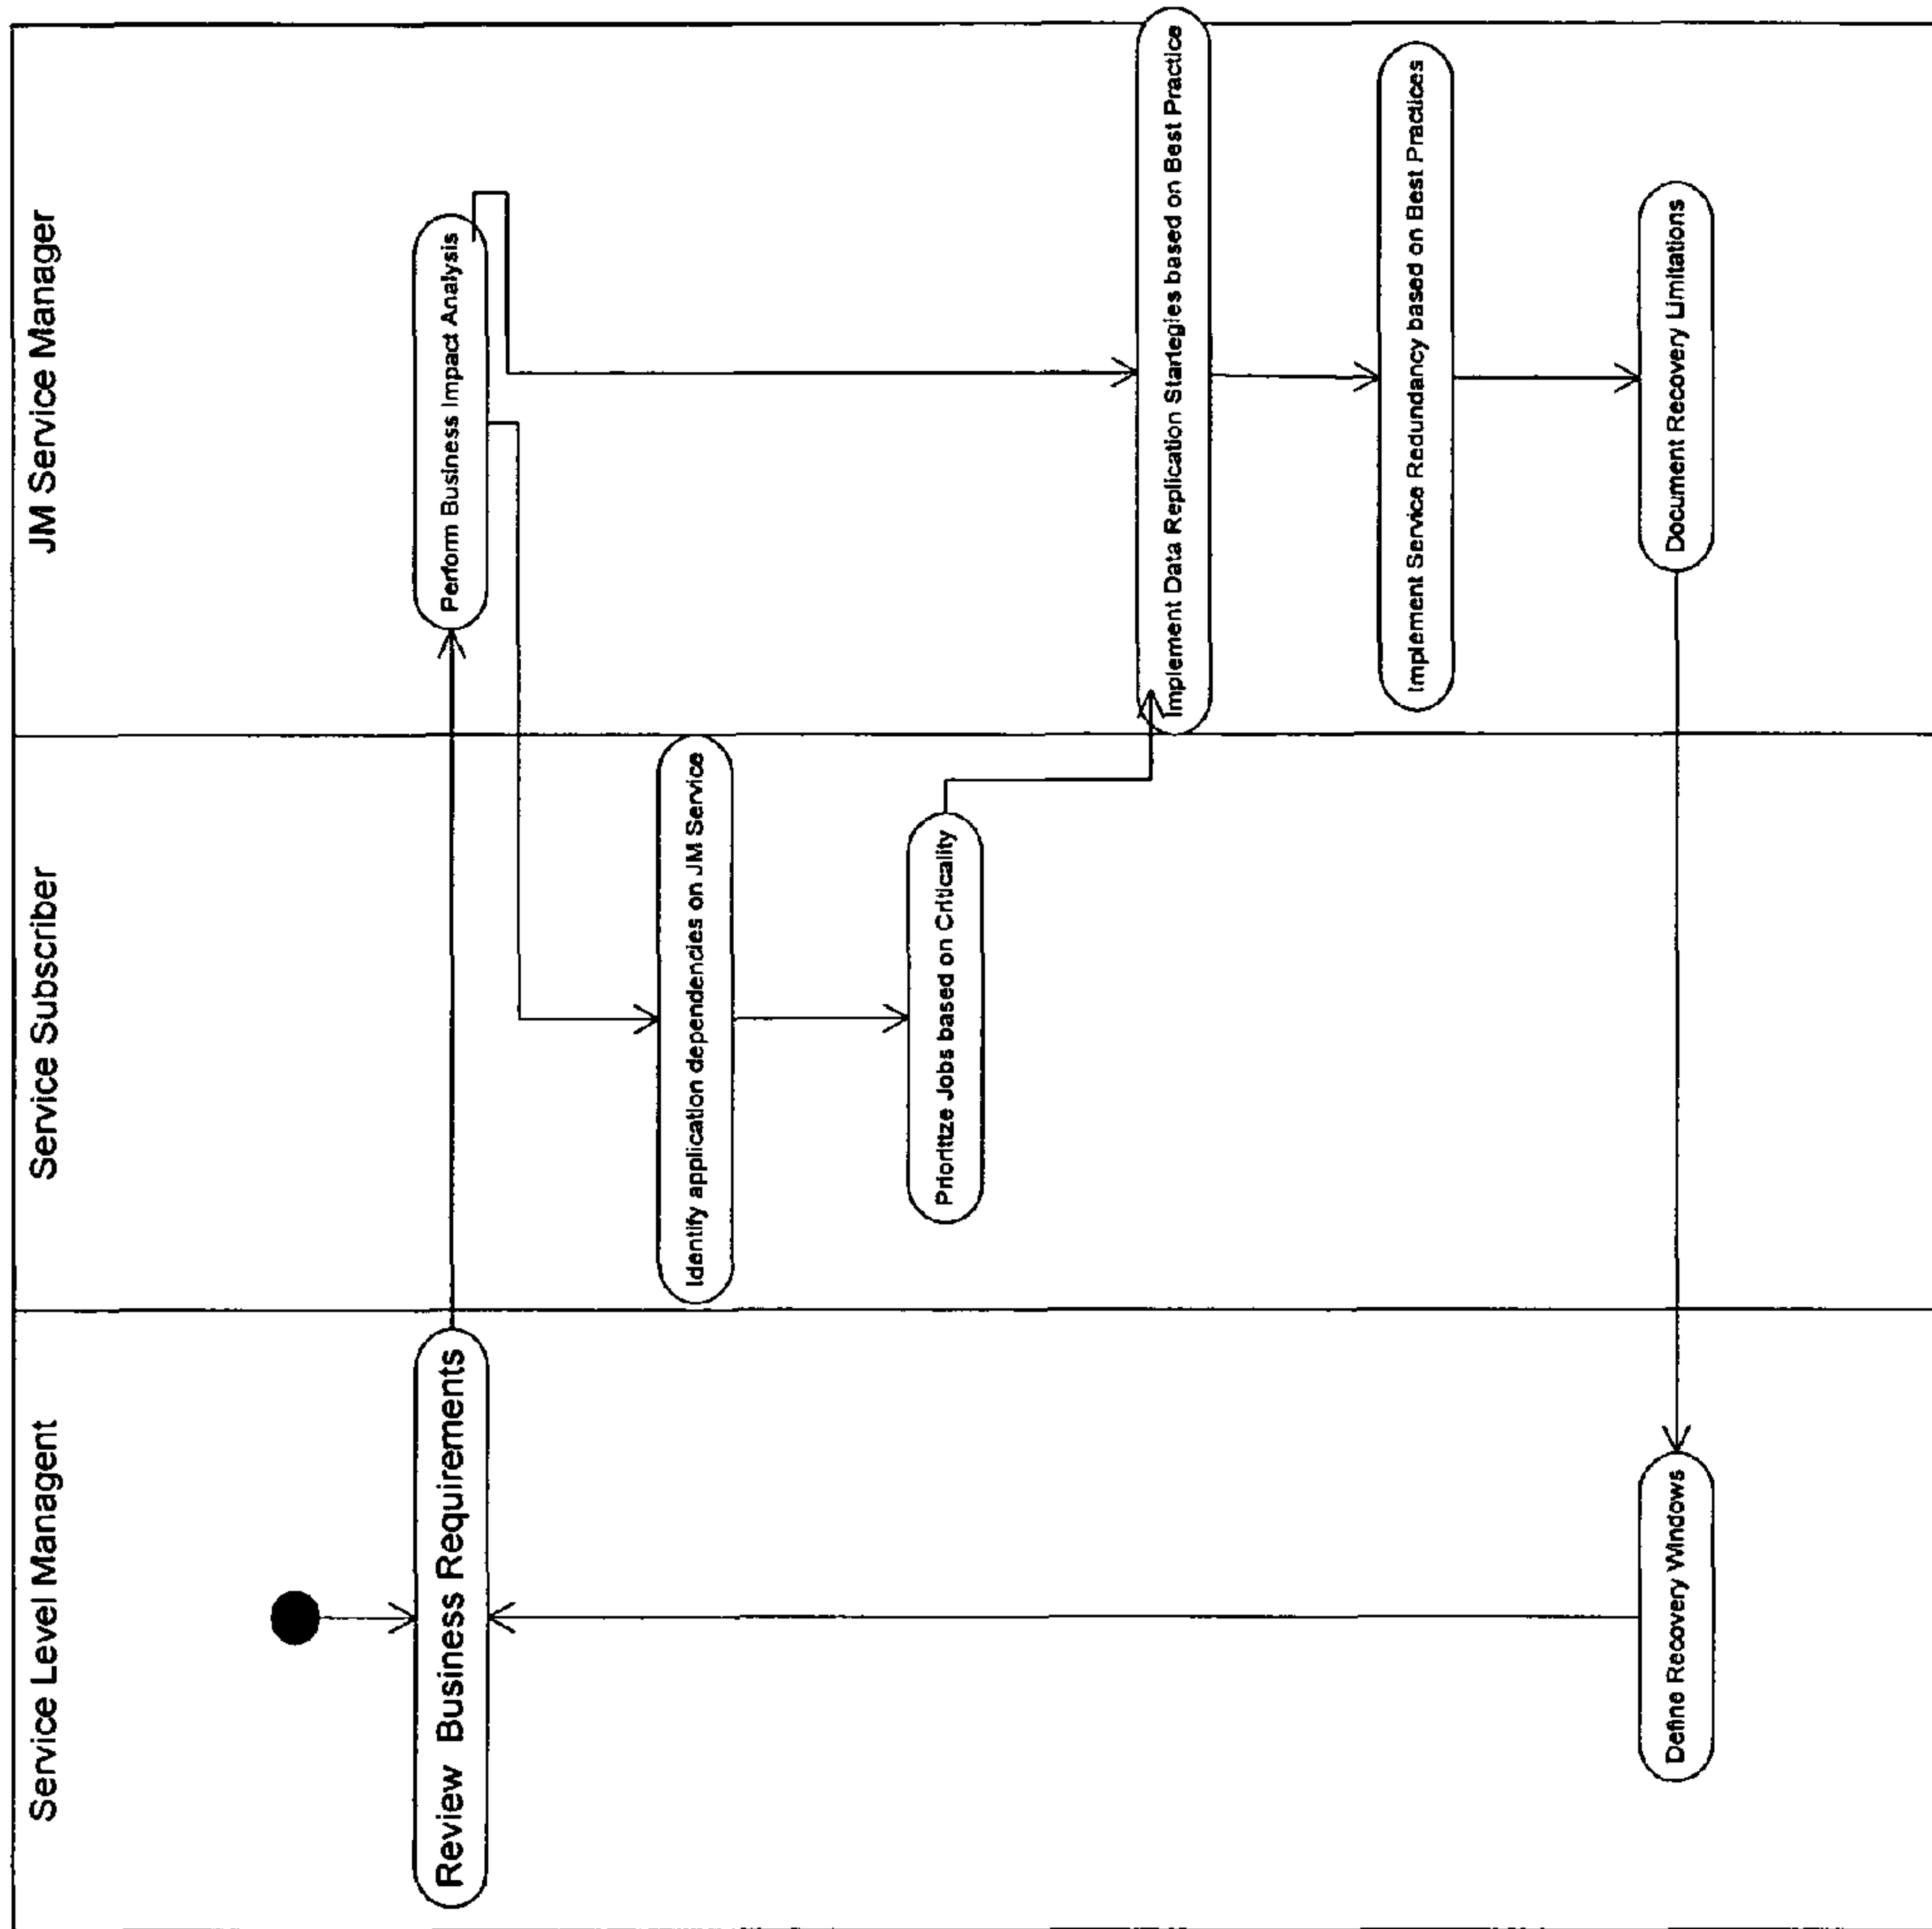 Service Level Managent
Service Subscriber
JM Service Manager
Review Business Requirements
Perform Business Impact Analysis
Identify application dependencies on JM Service
Prioritize Jobs based on Criticality
Implement Data Replication Startegies based on Best Practice
Implement Service Redundancy based on Best Practices
Define Recovery Windows
Document Recovery Limitations